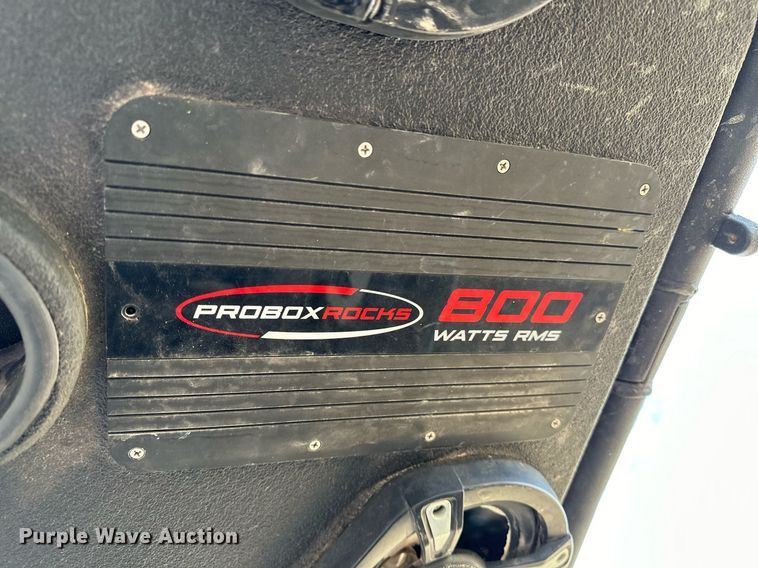 PROBOXROCKS
800
WATTS RMS
Purple Wave Auction